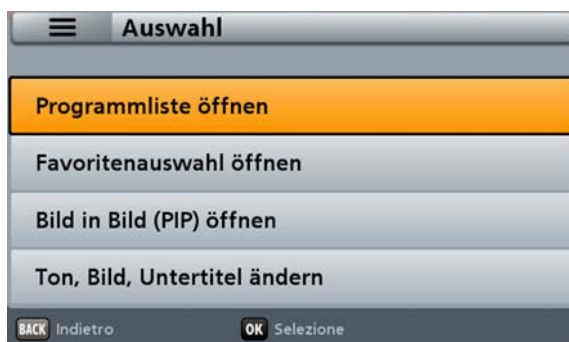 Auswahl
Programmliste öffnen
Favoritenauswahl öffnen
Bild in Bild (PIP) öffnen
Ton, Bild, Untertitel ändern
BACK Indietro OK Selezione